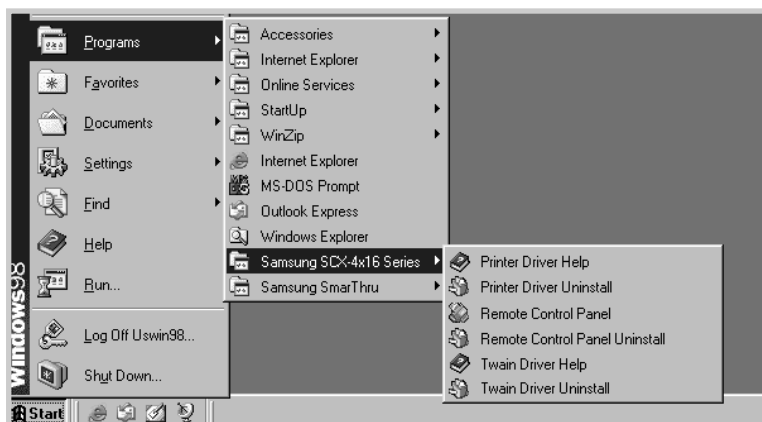 Programs
Favorites
Documents
Settings
Find
Help
Run...
Log Off Uswin98...
Shut Down...
Windows98
Start
Accessories
Internet Explorer
Online Services
StartUp
WinZip
Internet Explorer
MS-DOS Prompt
Outlook Express
Windows Explorer
Samsung SCX-4x16 Series
Samsung SmarThru
Printer Driver Help
Printer Driver Uninstall
Remote Control Panel
Remote Control Panel Uninstall
Twain Driver Help
Twain Driver Uninstall